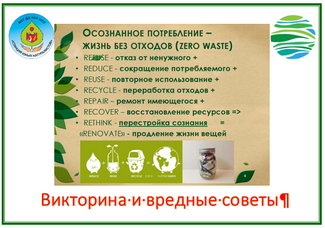 ОСОЗНАННОЕ ПОТРЕБЛЕНИЕ –
ЖИЗНЬ БЕЗ ОТХОДОВ (ZERO WASTE)
• REFUSE - ОТКАЗ ОТ НЕНУЖНОГО +
• REDUCE - СОКРАЩЕНИЕ ПОТРЕБЛЯЕМОГО +
• REUSE - ПОВТОРНОЕ ИСПОЛЬЗОВАНИЕ +
• RECYCLE - ПЕРЕРАБОТКА ОТХОДОВ +
• REPAIR – РЕМОНТ ИМЕЮЩЕГОСЯ +
• RECOVER – ВОССТАНОВЛЕНИЕ РЕСУРСОВ =>
• RETHINK - ПЕРЕСТРОЙКА СОЗНАНИЯ =
«RENOVATE» - ПРОДЛЕНИЕ ЖИЗНИ ВЕЩЕЙ
Викторина·и·вредные·советы¶